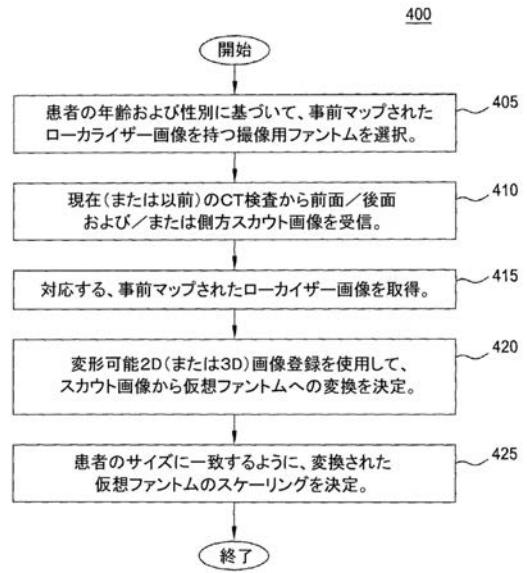 400
開始
患者の年齢および性別に基づいて、事前マップされた
ローカライザー画像を持つ撮像用ファントムを選択。
405
現在(または以前)のCT検査から前面/後面
および/または側方スカウト画像を受信。
410
対応する、事前マップされたローカイザー画像を取得。
415
変形可能2D(または3D)画像登録を使用して、
スカウト画像から仮想ファントムへの変換を決定。
420
患者のサイズに一致するように、変換された
仮想ファントムのスケーリングを決定。
425
終了